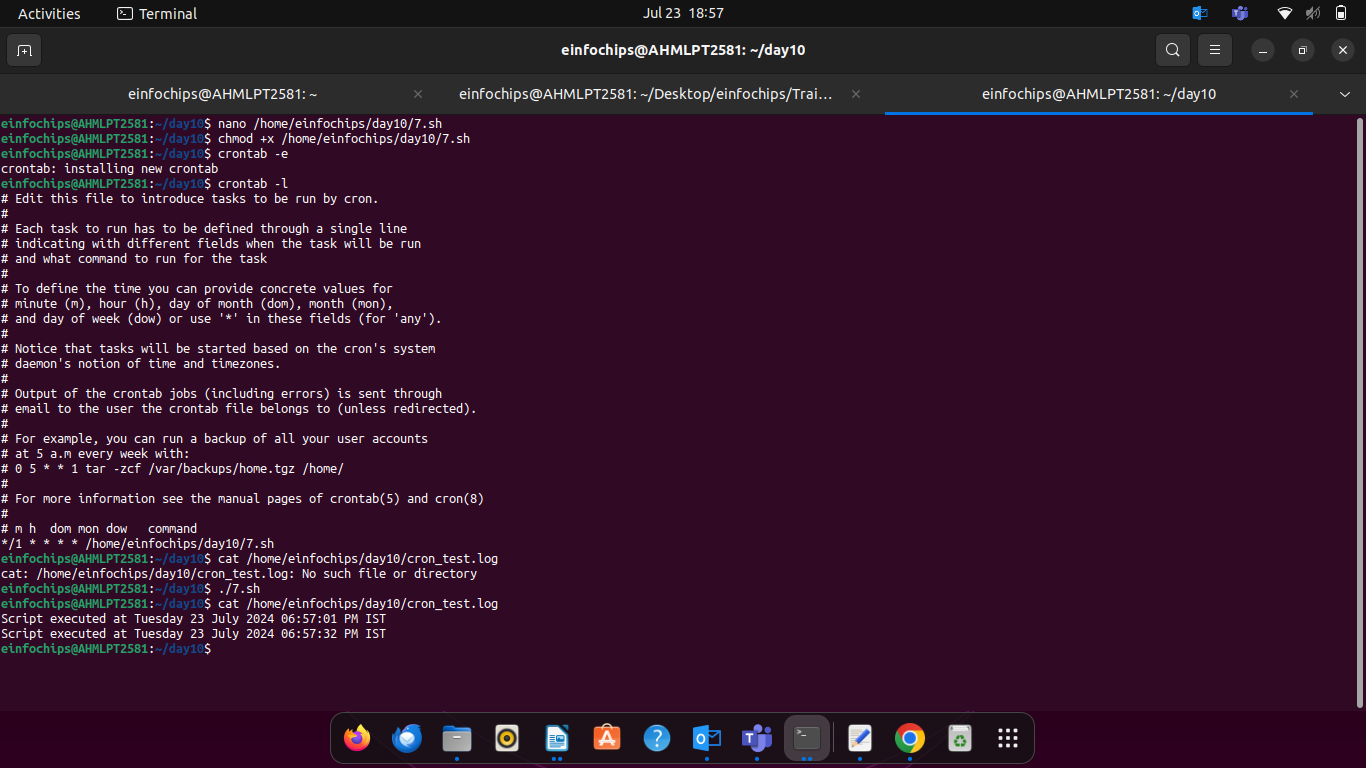 Activities
Terminal
Jul 23 18:57
einfochips@AHMLPT2581: ~/day10
einfochips@AHMLPT2581: ~
einfochips@AHMLPT2581: ~/Desktop/einfochips/Trai...
einfochips@AHMLPT2581: ~/day10
einfochips@AHMLPT2581:~/day10$ nano /home/einfochips/day10/7.sh
einfochips@AHMLPT2581:~/day10$ chmod +x /home/einfochips/day10/7.sh
einfochips@AHMLPT2581:~/day10$ crontab -e
crontab: installing new crontab
einfochips@AHMLPT2581:~/day10$ crontab -l
# Edit this file to introduce tasks to be run by cron.
#
# Each task to run has to be defined through a single line
# indicating with different fields when the task will be run
# and what command to run for the task
#
# To define the time you can provide concrete values for
# minute (m), hour (h), day of month (dom), month (mon),
# and day of week (dow) or use '*' in these fields (for 'any').
#
# Notice that tasks will be started based on the cron's system
# daemon's notion of time and timezones.
#
# Output of the crontab jobs (including errors) is sent through
# email to the user the crontab file belongs to (unless redirected).
#
# For example, you can run a backup of all your user accounts
# at 5 a.m every week with:
# 0 5 * * 1 tar -zcf /var/backups/home.tgz /home/
#
# For more information see the manual pages of crontab(5) and cron(8)
#
# m h  dom mon dow   command
*/1 * * * * /home/einfochips/day10/7.sh
einfochips@AHMLPT2581:~/day10$ cat /home/einfochips/day10/cron_test.log
cat: /home/einfochips/day10/cron_test.log: No such file or directory
einfochips@AHMLPT2581:~/day10$ ./7.sh
einfochips@AHMLPT2581:~/day10$ cat /home/einfochips/day10/cron_test.log
Script executed at Tuesday 23 July 2024 06:57:01 PM IST
Script executed at Tuesday 23 July 2024 06:57:32 PM IST
einfochips@AHMLPT2581:~/day10$